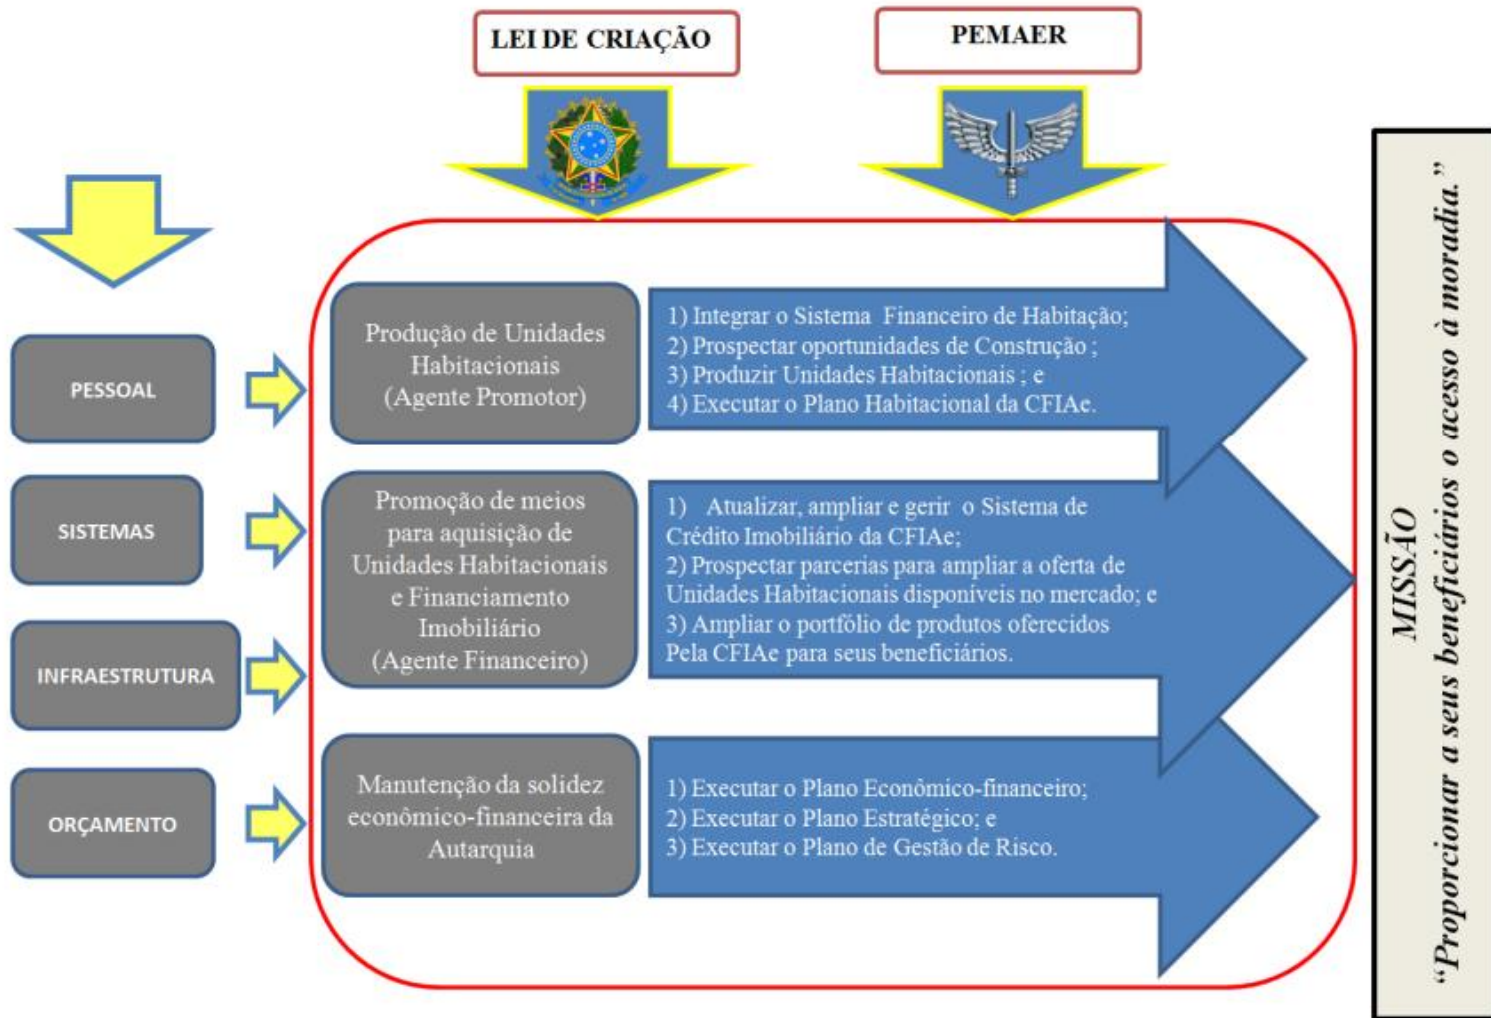 LEI DE CRIAÇÃO
PEMAER
PESSOAL
SISTEMAS
INFRAESTRUTURA
ORÇAMENTO
Produção de Unidades
Habitacionais
(Agente Promotor)
1) Integrar o Sistema Financeiro de Habitação;
2) Prospectar oportunidades de Construção ;
3) Produzir Unidades Habitacionais ; e
4) Executar o Plano Habitacional da CFIAe.
Promoção de meios
para aquisição de
Unidades Habitacionais
e Financiamento
Imobiliário
(Agente Financeiro)
1) Atualizar, ampliar e gerir o Sistema de
Crédito Imobiliário da CFIAe;
2) Prospectar parcerias para ampliar a oferta de
Unidades Habitacionais disponíveis no mercado; e
3) Ampliar o portfólio de produtos oferecidos
Pela CFIAe para seus beneficiários.
Manutenção da solidez
econômico-financeira da
Autarquia
1) Executar o Plano Econômico-financeiro;
2) Executar o Plano Estratégico; e
3) Executar o Plano de Gestão de Risco.
MISSÃO
“Proporcionar a seus beneficiários o acesso à moradia.”